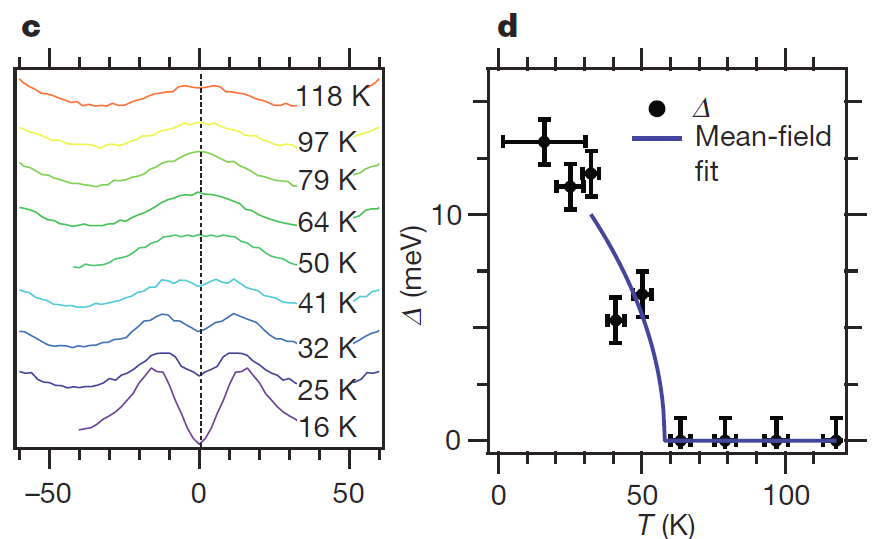 c
118 K
97 K
79 K
64 K
50 K
41 K
32 K
25 K
16 K
−50
0
50
d
Δ
Mean-field
fit
10
0
Δ (meV)
0
50
100
T (K)